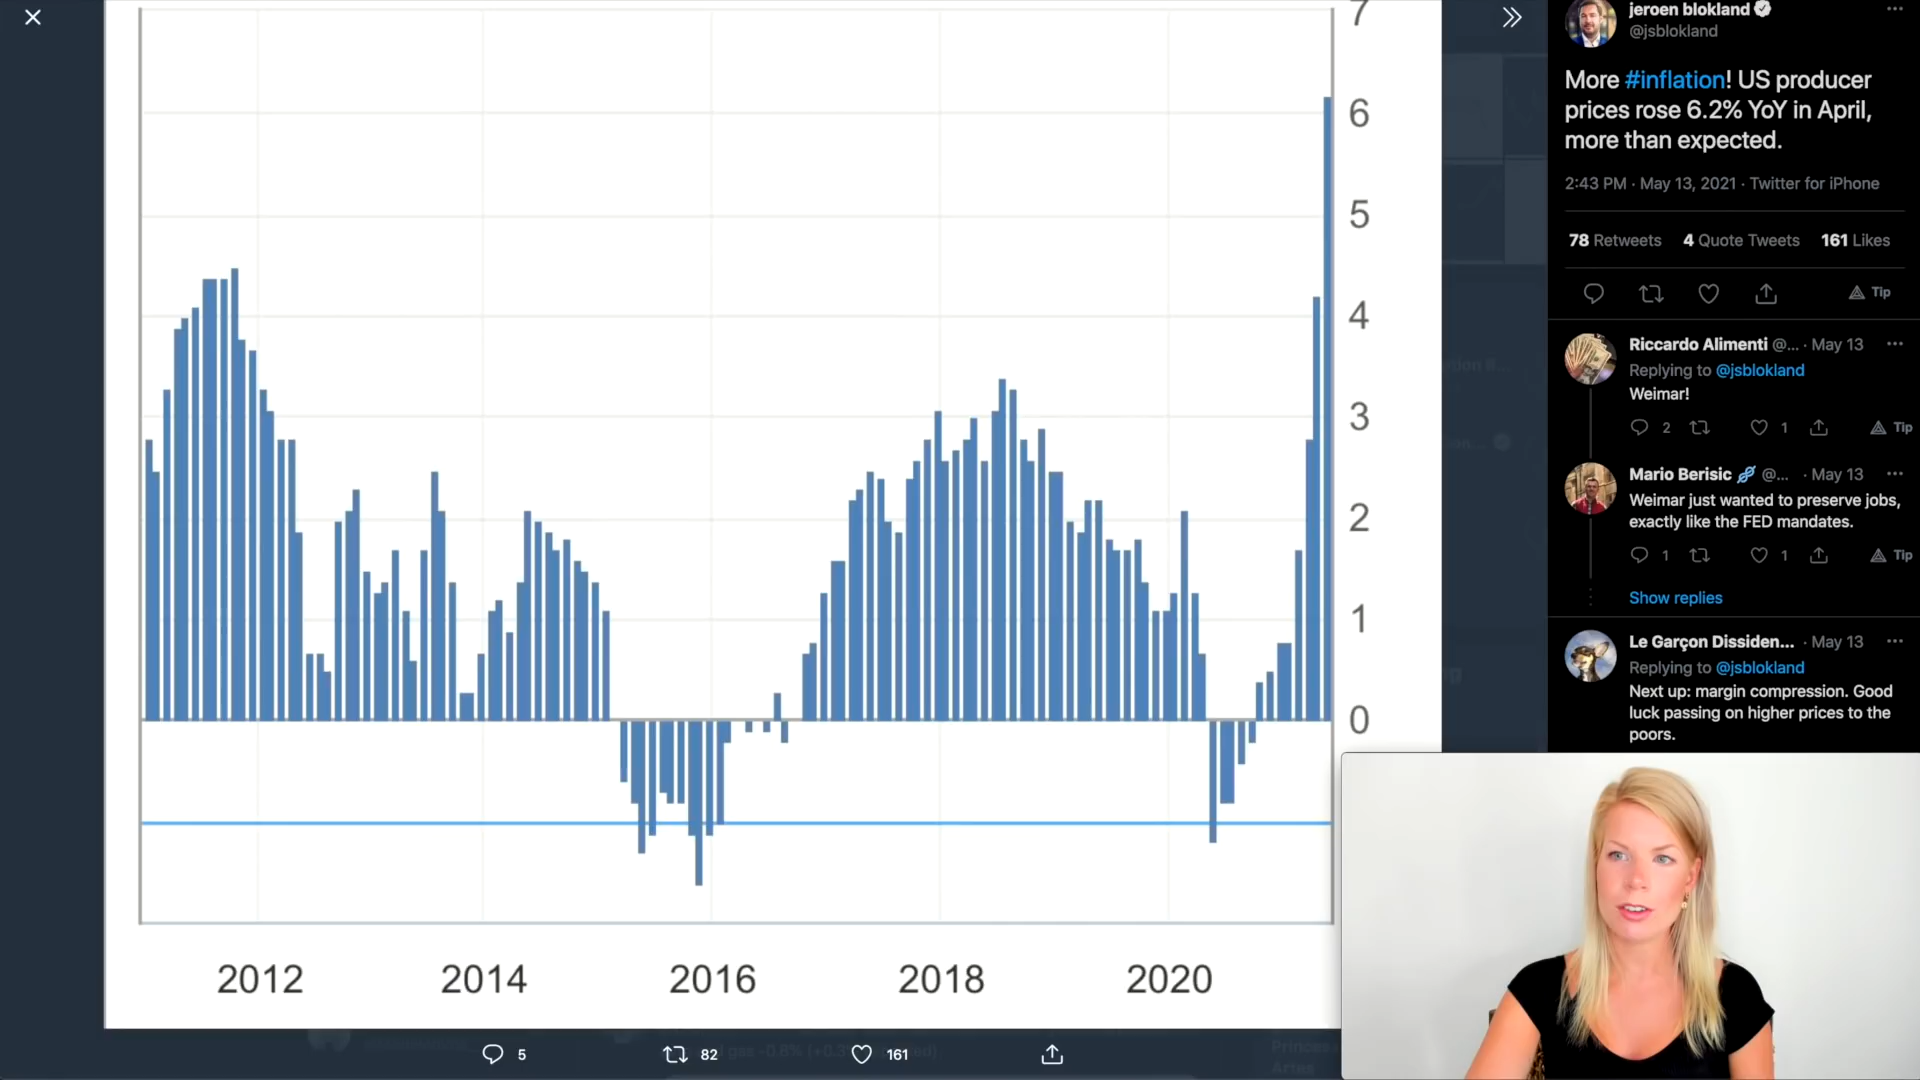 7
6
5
4
3
2
1
0
2012
2014
2016
2018
2020
5
82
161
jeroen blokland
@jsblokland
More #inflation! US producer
prices rose 6.2% YoY in April,
more than expected.
2:43 PM · May 13, 2021 · Twitter for iPhone
78 Retweets 4 Quote Tweets 161 Likes
Tip
Riccardo Alimenti @... · May 13
Replying to @jsblokland
Weimar!
2 1 Tip
Mario Berisic @... · May 13
Weimar just wanted to preserve jobs,
exactly like the FED mandates.
1 1 Tip
Show replies
Le Garçon Dissiden... · May 13
Replying to @jsblokland
Next up: margin compression. Good
luck passing on higher prices to the
poors.